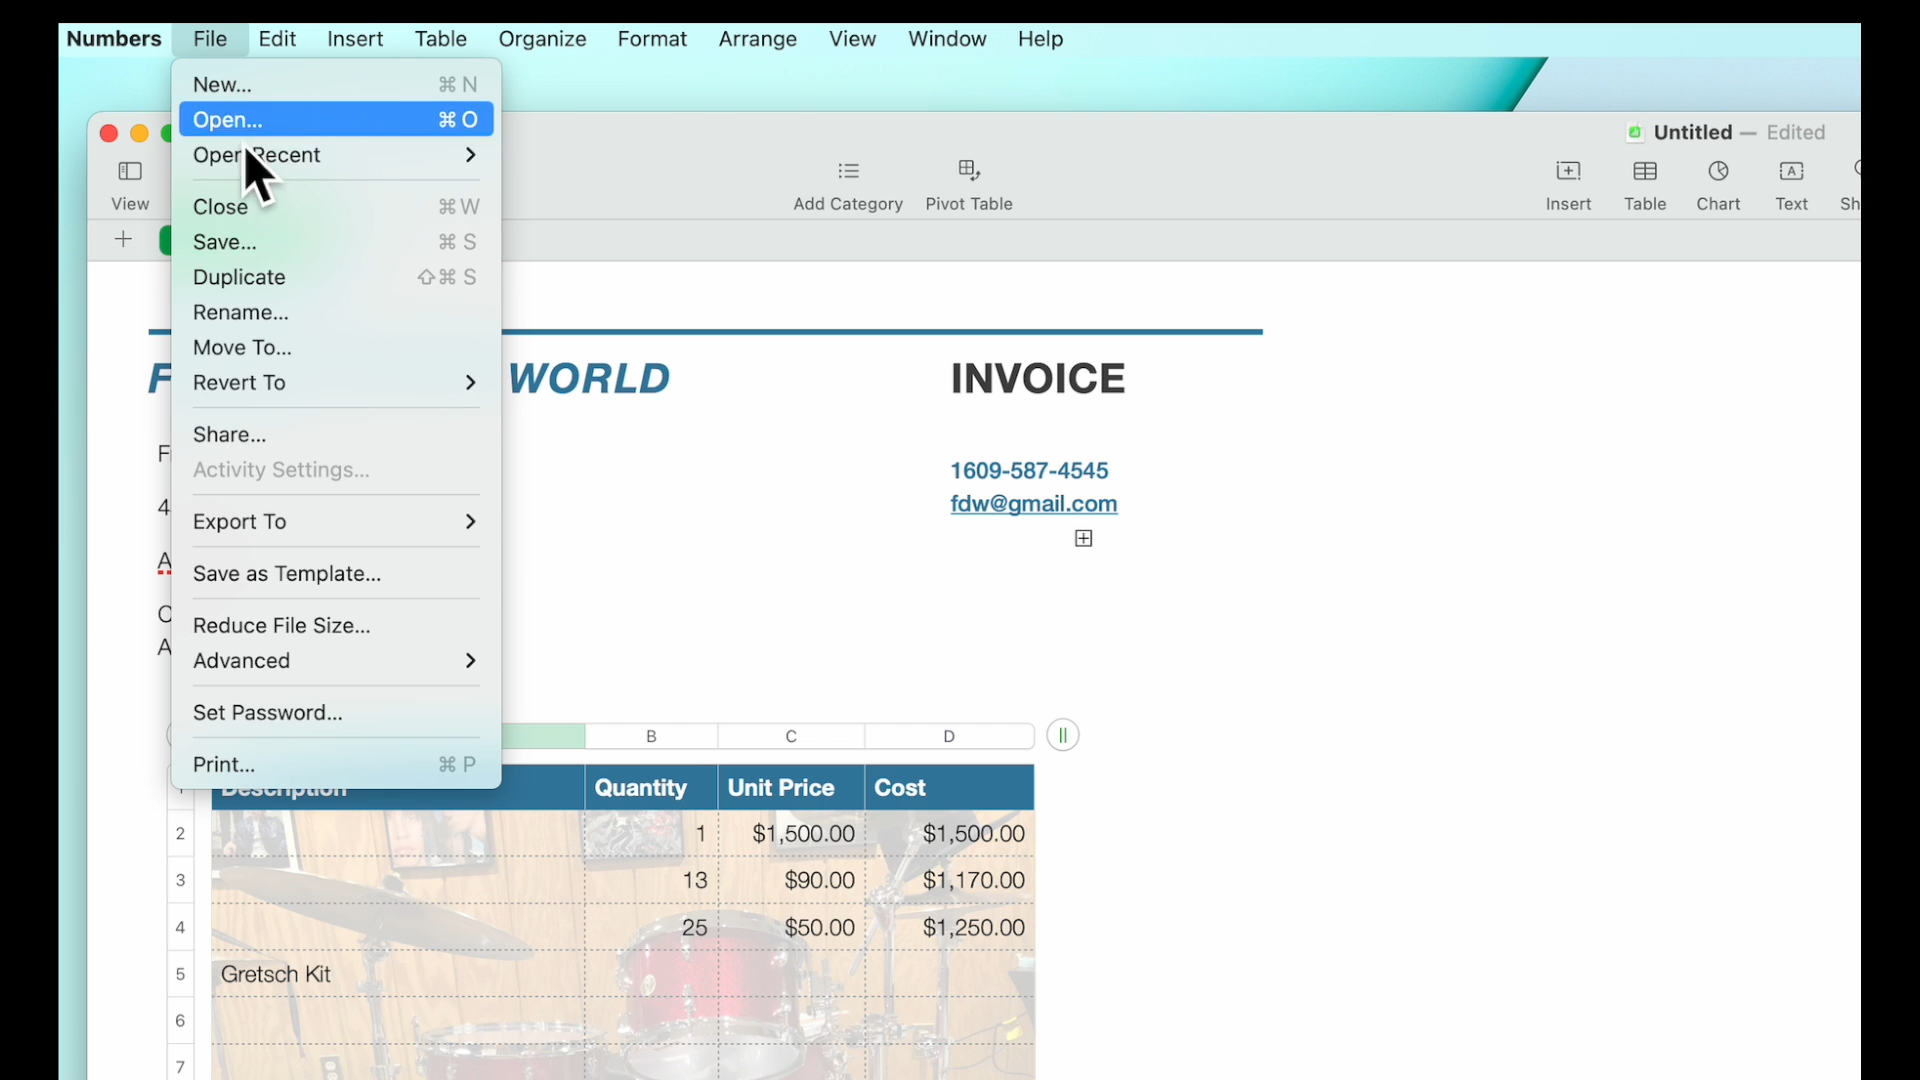 Numbers File Edit Insert Table Organize Format Arrange View Window Help
New... ⌘ N
Open... ⌘ O
Open Recent
Close ⌘ W
Save... ⌘ S
Duplicate ⇧⌘ S
Rename...
Move To...
Revert To
Share...
Activity Settings...
Export To
Save as Template...
Reduce File Size...
Advanced
Set Password...
Print... ⌘ P
Untitled — Edited
View Add Category Pivot Table Insert Table Chart Text Sh
WORLD INVOICE
1609-587-4545
fdw@gmail.com
B C D
Description Quantity Unit Price Cost
2 1 $1,500.00 $1,500.00
3 13 $90.00 $1,170.00
4 25 $50.00 $1,250.00
5 Gretsch Kit
6
7